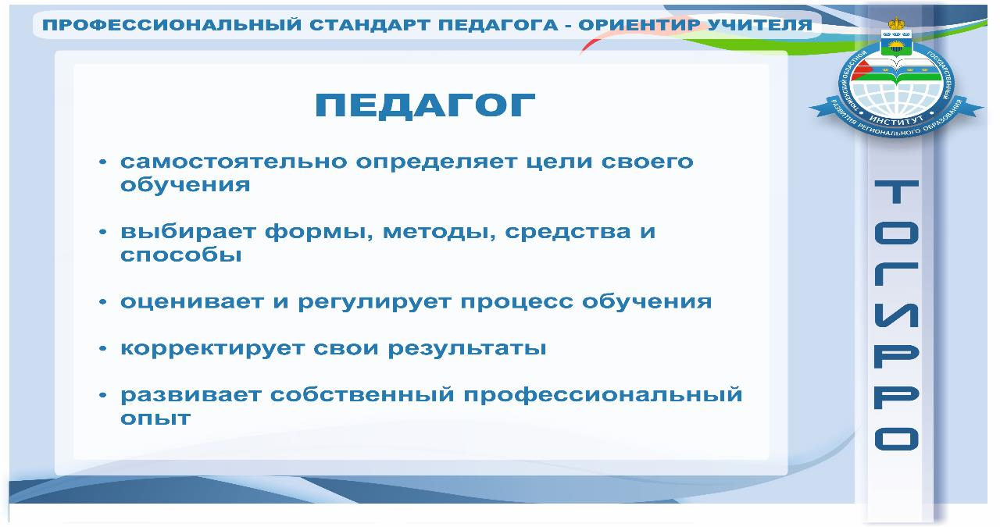 ПРОФЕССИОНАЛЬНЫЙ СТАНДАРТ ПЕДАГОГА - ОРИЕНТИР УЧИТЕЛЯ
ПЕДАГОГ
• самостоятельно определяет цели своего
обучения
• выбирает формы, методы, средства и
способы
• оценивает и регулирует процесс обучения
• корректирует свои результаты
• развивает собственный профессиональный
опыт
ТЮМЕНСКИЙ ОБЛАСТНОЙ ГОСУДАРСТВЕННЫЙ
• ИНСТИТУТ •
РАЗВИТИЯ РЕГИОНАЛЬНОГО ОБРАЗОВАНИЯ
ТОГИРРО